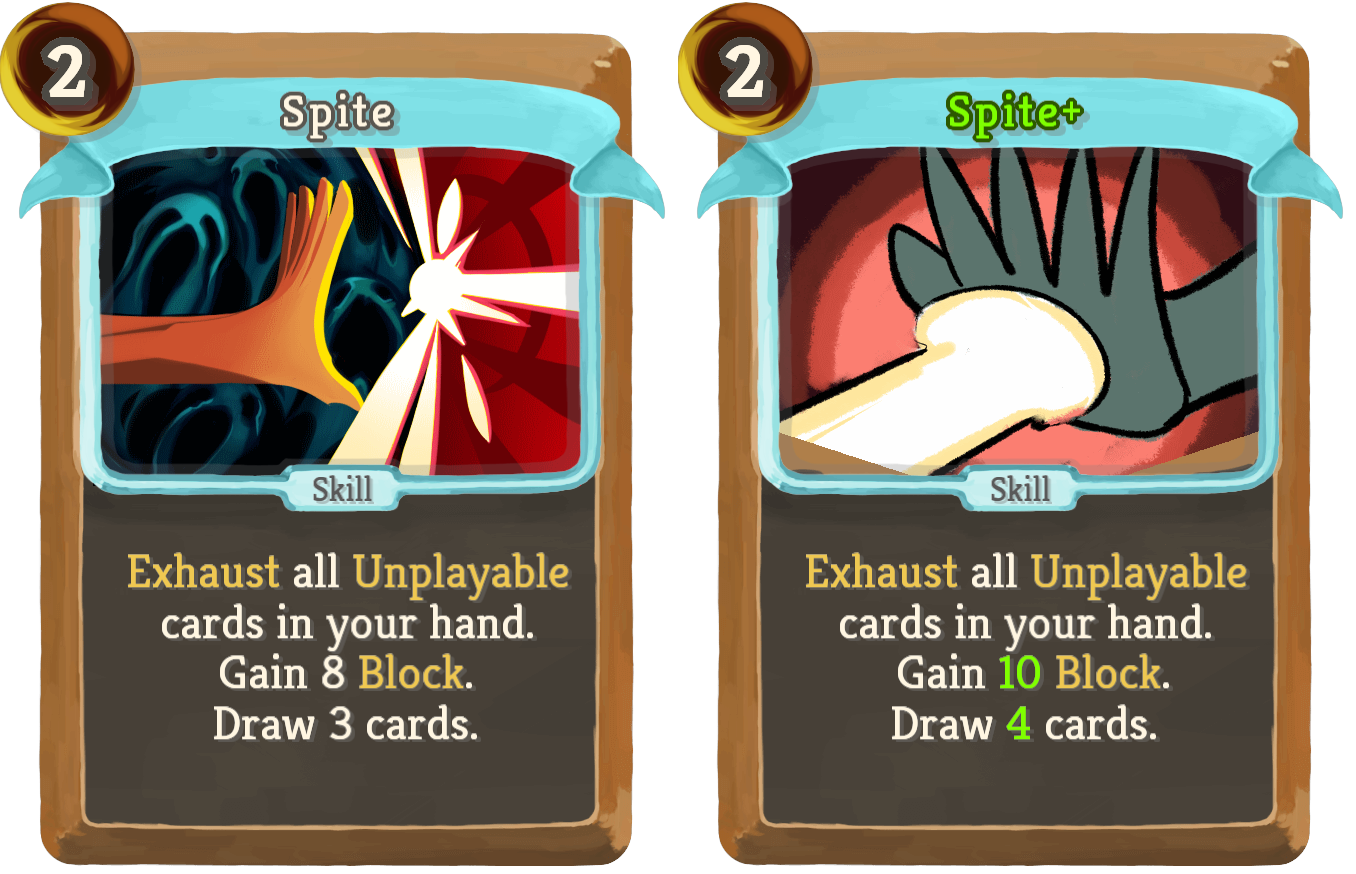 2
Spite
Skill
Exhaust all Unplayable
cards in your hand.
Gain 8 Block.
Draw 3 cards.
2
Spite+
Skill
Exhaust all Unplayable
cards in your hand.
Gain 10 Block.
Draw 4 cards.